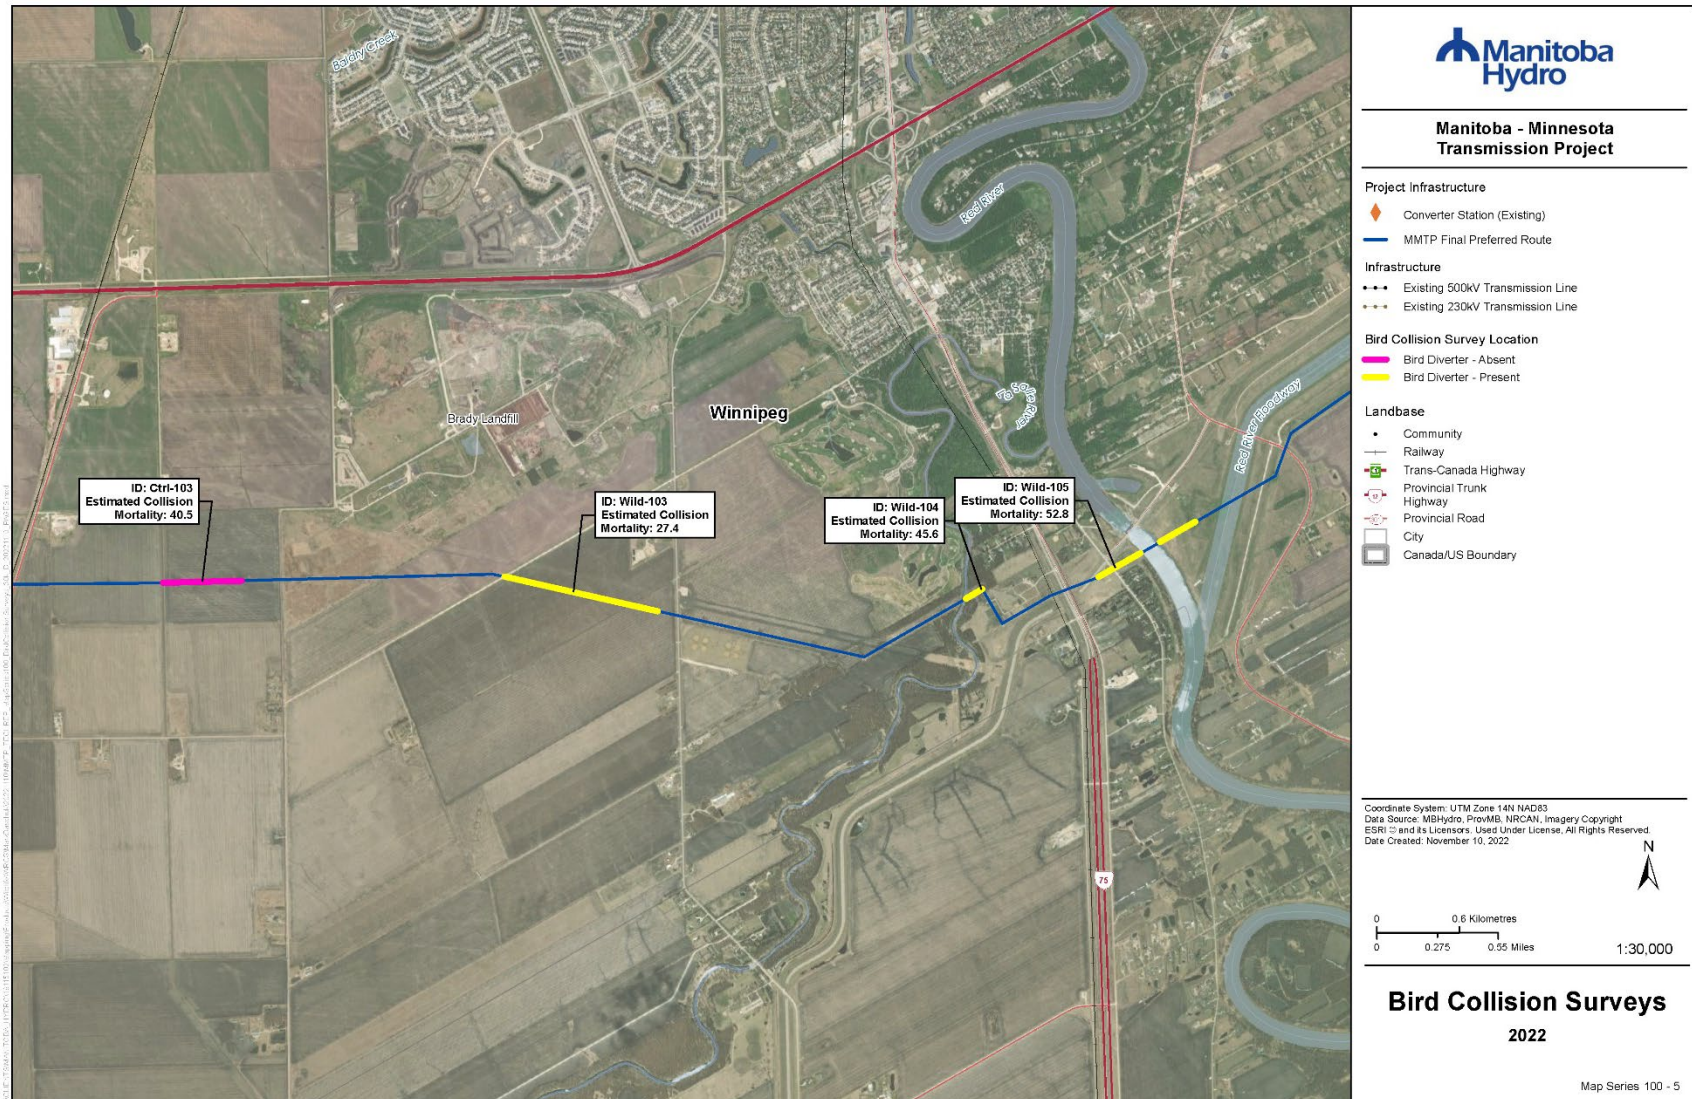 Baldry Creek
Red River
La Salle River
Red River Floodway
Brady Landfill
Winnipeg
ID: Ctrl-103
Estimated Collision
Mortality: 40.5
ID: Wild-103
Estimated Collision
Mortality: 27.4
ID: Wild-104
Estimated Collision
Mortality: 45.6
ID: Wild-105
Estimated Collision
Mortality: 52.8
75
Manitoba
Hydro
Manitoba - Minnesota
Transmission Project
Project Infrastructure
Converter Station (Existing)
MMTP Final Preferred Route
Infrastructure
Existing 500kV Transmission Line
Existing 230kV Transmission Line
Bird Collision Survey Location
Bird Diverter - Absent
Bird Diverter - Present
Landbase
Community
Railway
Trans-Canada Highway
Provincial Trunk
Highway
Provincial Road
City
Canada/US Boundary
Coordinate System: UTM Zone 14N NAD83
Data Source: MBHydro, ProvMB, NRCAN, Imagery Copyright
ESRI and its Licensors. Used Under License, All Rights Reserved.
Date Created: November 10, 2022
N
0 0.6 Kilometres
0 0.275 0.55 Miles
1:30,000
Bird Collision Surveys
2022
Map Series 100 - 5